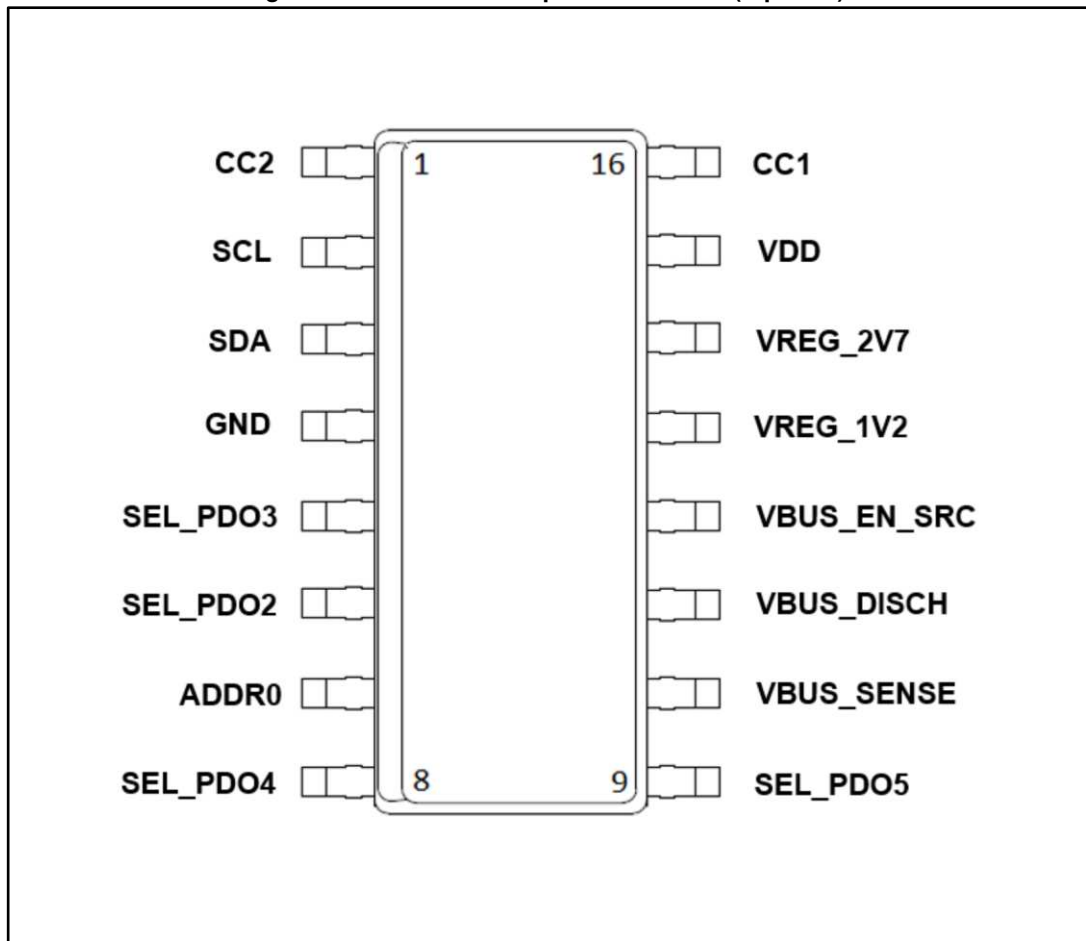 CC2 1 16 CC1
SCL VDD
SDA VREG_2V7
GND VREG_1V2
SEL_PDO3 VBUS_EN_SRC
SEL_PDO2 VBUS_DISCH
ADDR0 VBUS_SENSE
SEL_PDO4 8 9 SEL_PDO5